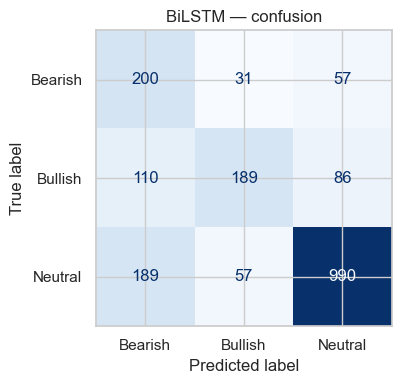 BiLSTM — confusion
Bearish 200 31 57
Bullish 110 189 86
Neutral 189 57 990
Bearish Bullish Neutral
Predicted label
True label